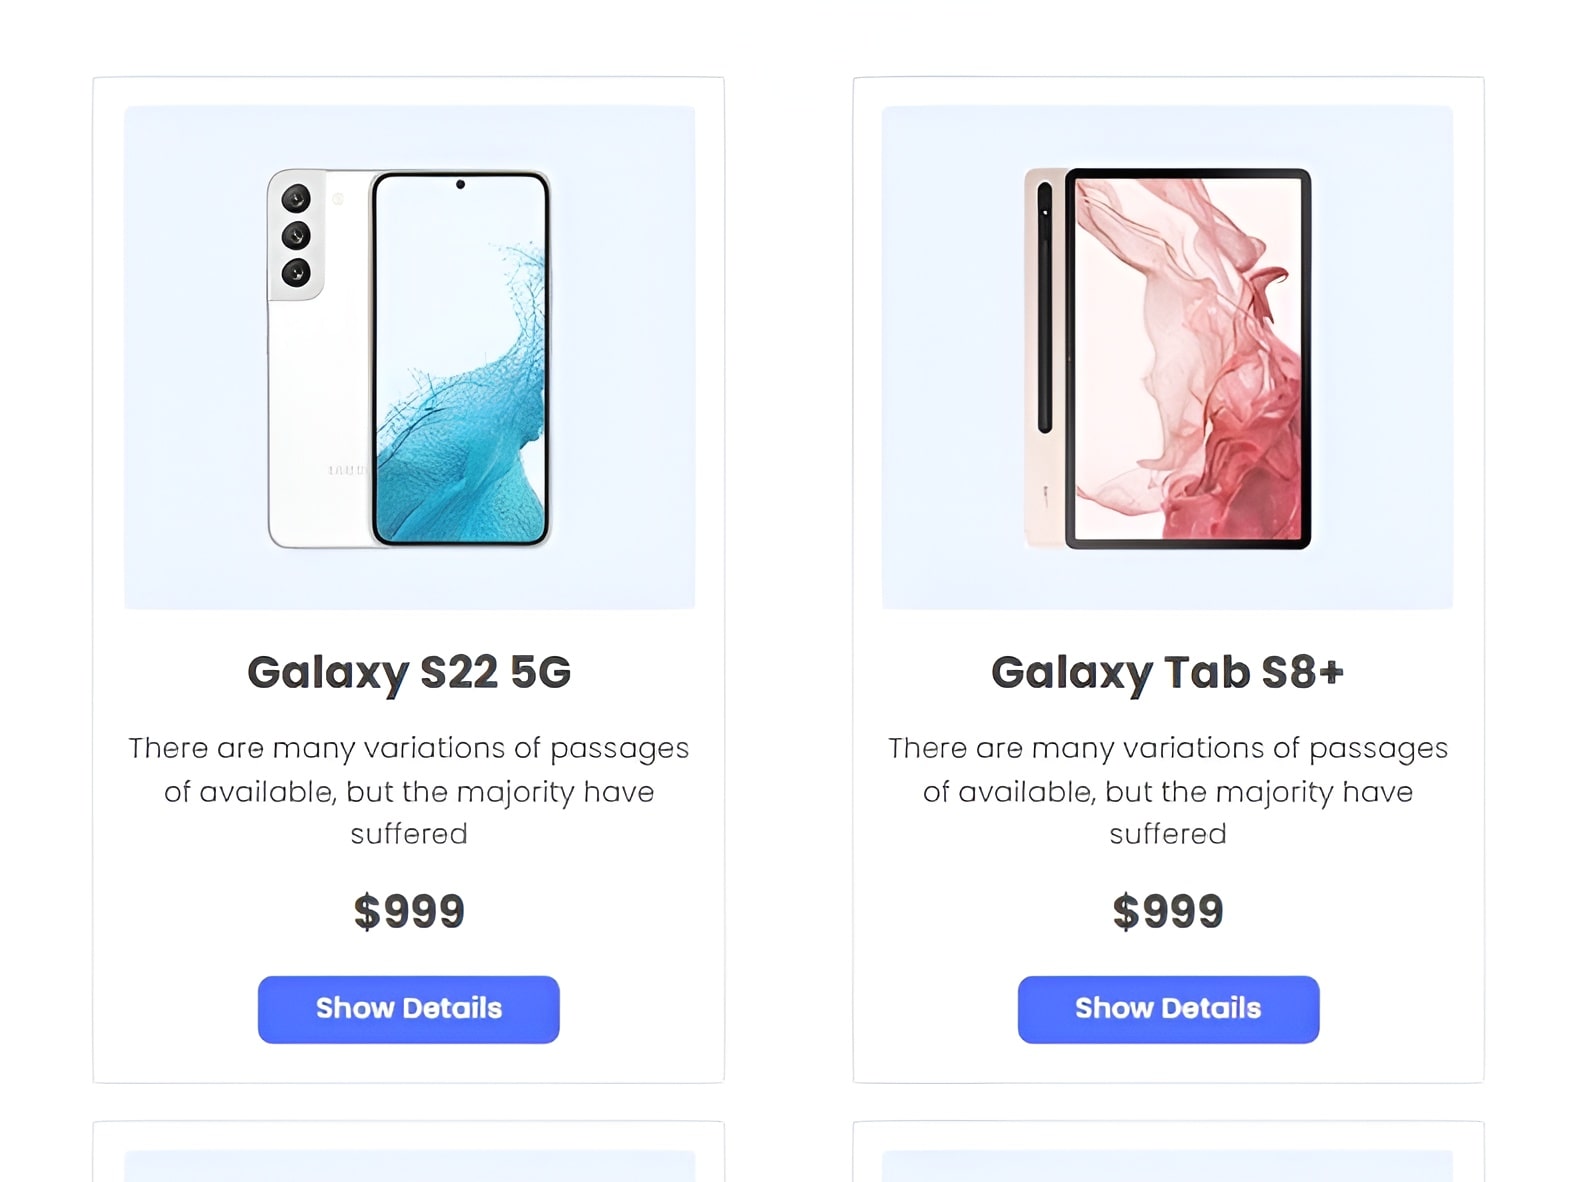 Galaxy S22 5G
There are many variations of passages
of available, but the majority have
suffered
$999
Show Details
Galaxy Tab S8+
There are many variations of passages
of available, but the majority have
suffered
$999
Show Details